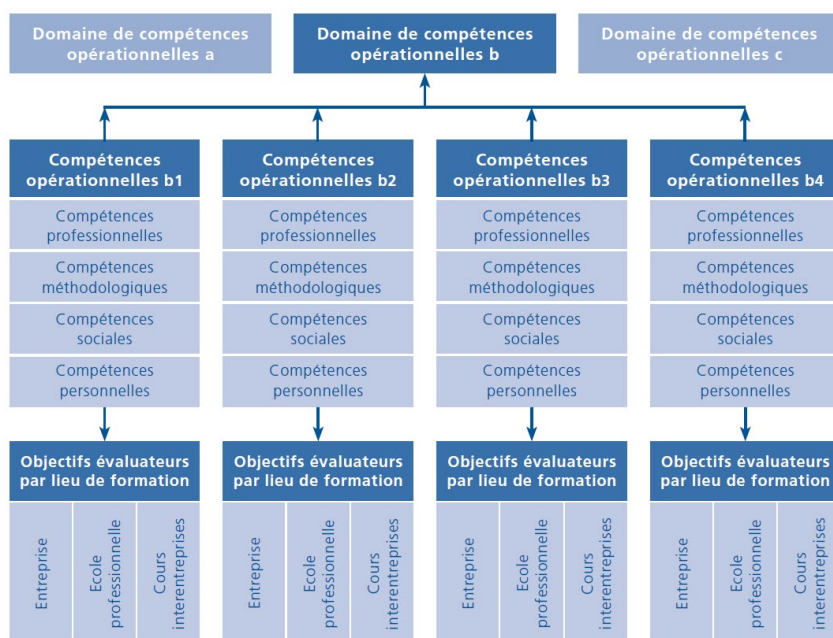 Domaine de compétences
opérationnelles a
Domaine de compétences
opérationnelles b
Domaine de compétences
opérationnelles c
Compétences
opérationnelles b1
Compétences
opérationnelles b2
Compétences
opérationnelles b3
Compétences
opérationnelles b4
Compétences
professionnelles
Compétences
professionnelles
Compétences
professionnelles
Compétences
professionnelles
Compétences
méthodologiques
Compétences
méthodologiques
Compétences
méthodologiques
Compétences
méthodologiques
Compétences
sociales
Compétences
sociales
Compétences
sociales
Compétences
sociales
Compétences
personnelles
Compétences
personnelles
Compétences
personnelles
Compétences
personnelles
Objectifs évaluateurs
par lieu de formation
Objectifs évaluateurs
par lieu de formation
Objectifs évaluateurs
par lieu de formation
Objectifs évaluateurs
par lieu de formation
Entreprise
Ecole
professionnelle
Cours
interentreprises
Entreprise
Ecole
professionnelle
Cours
interentreprises
Entreprise
Ecole
professionnelle
Cours
interentreprises
Entreprise
Ecole
professionnelle
Cours
interentreprises